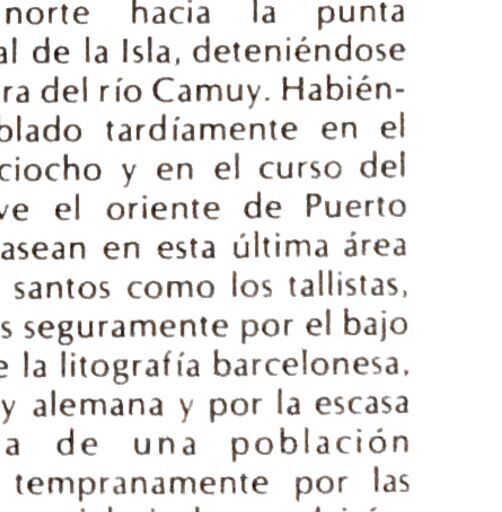 norte hacia la punta
al de la Isla, deteniéndose
ra del río Camuy. Habién-
blado tardíamente en el
ciocho y en el curso del
ve el oriente de Puerto
asean en esta última área
santos como los tallistas,
s seguramente por el bajo
e la litografía barcelonesa,
y alemana y por la escasa
a de una población
tempranamente por las